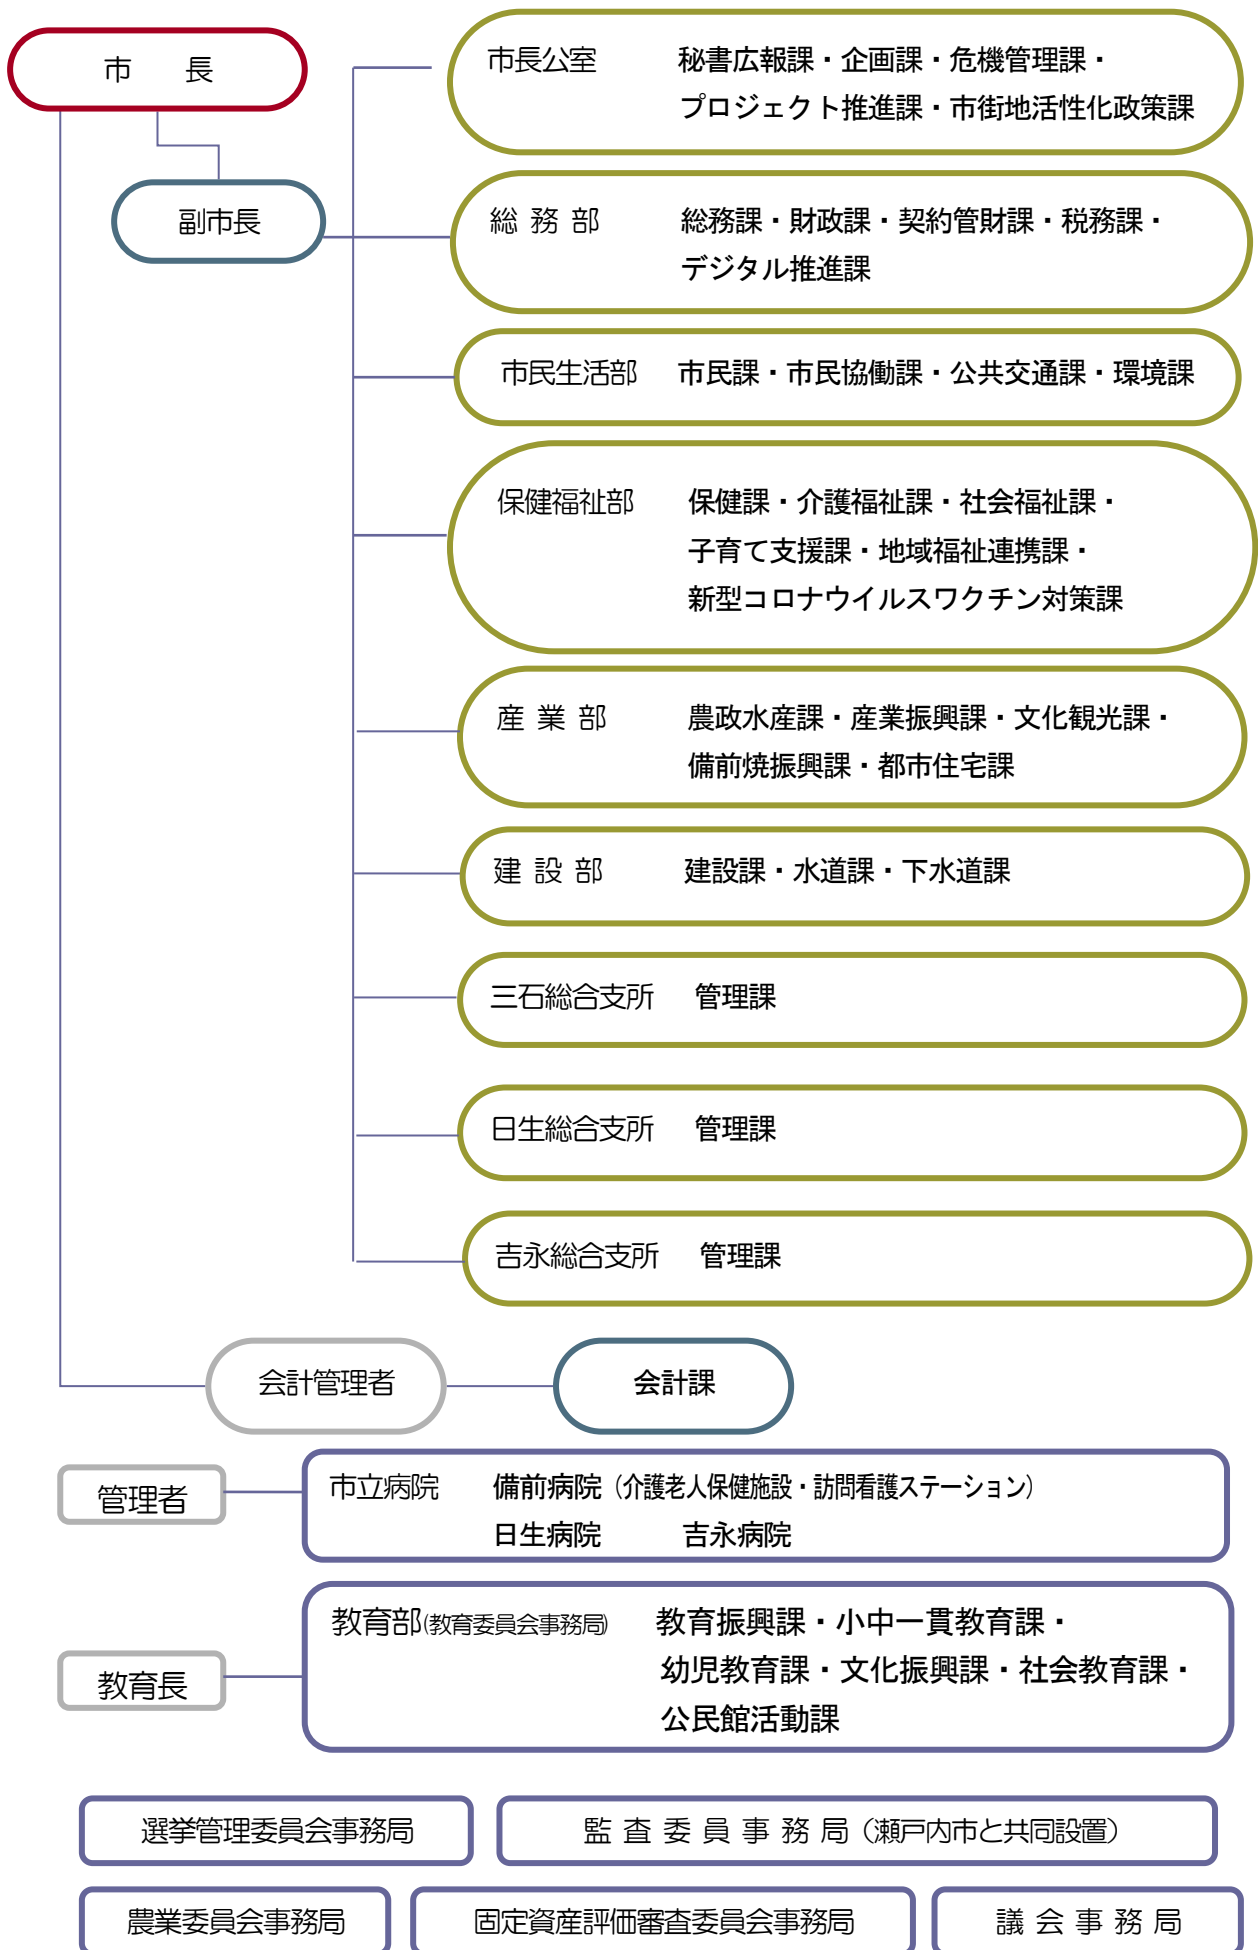 市　長
市長公室　秘書広報課・企画課・危機管理課・
プロジェクト推進課・市街地活性化政策課
副市長
総 務 部　総務課・財政課・契約管財課・税務課・
デジタル推進課
市民生活部　市民課・市民協働課・公共交通課・環境課
保健福祉部　保健課・介護福祉課・社会福祉課・
子育て支援課・地域福祉連携課・
新型コロナウイルスワクチン対策課
産 業 部　農政水産課・産業振興課・文化観光課・
備前焼振興課・都市住宅課
建 設 部　建設課・水道課・下水道課
三石総合支所　管理課
日生総合支所　管理課
吉永総合支所　管理課
会計管理者　会計課
管理者
市立病院　備前病院（介護老人保健施設・訪問看護ステーション）
日生病院　吉永病院
教育長
教育部(教育委員会事務局)　教育振興課・小中一貫教育課・
幼児教育課・文化振興課・社会教育課・
公民館活動課
選挙管理委員会事務局　監 査 委 員 事 務 局（瀬戸内市と共同設置）
農業委員会事務局　固定資産評価審査委員会事務局　議 会 事 務 局